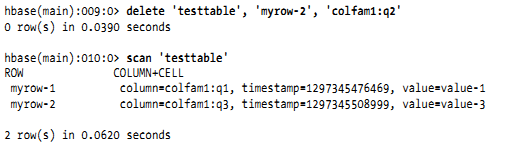 hbase(main):009:0> delete 'testtable', 'myrow-2', 'colfam1:q2'
0 row(s) in 0.0390 seconds
hbase(main):010:0> scan 'testtable'
ROW COLUMN+CELL
myrow-1 column=colfam1:q1, timestamp=1297345476469, value=value-1
myrow-2 column=colfam1:q3, timestamp=1297345508999, value=value-3
2 row(s) in 0.0620 seconds